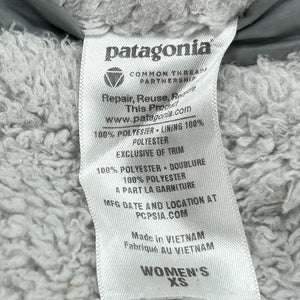 patagonia®
COMMON THREADS
PARTNERSHIP
Repair, Reuse, Recycle
This Product
www.patagonia.com
100% POLYESTER • LINING 100%
POLYESTER
EXCLUSIVE OF TRIM
100% POLYESTER • DOUBLURE
100% POLYESTER
A PART LA GARNITURE
MFG DATE AND LOCATION AT
PCPSIA.COM
Made in VIETNAM
Fabriqué AU VIETNAM
WOMEN'S
XS